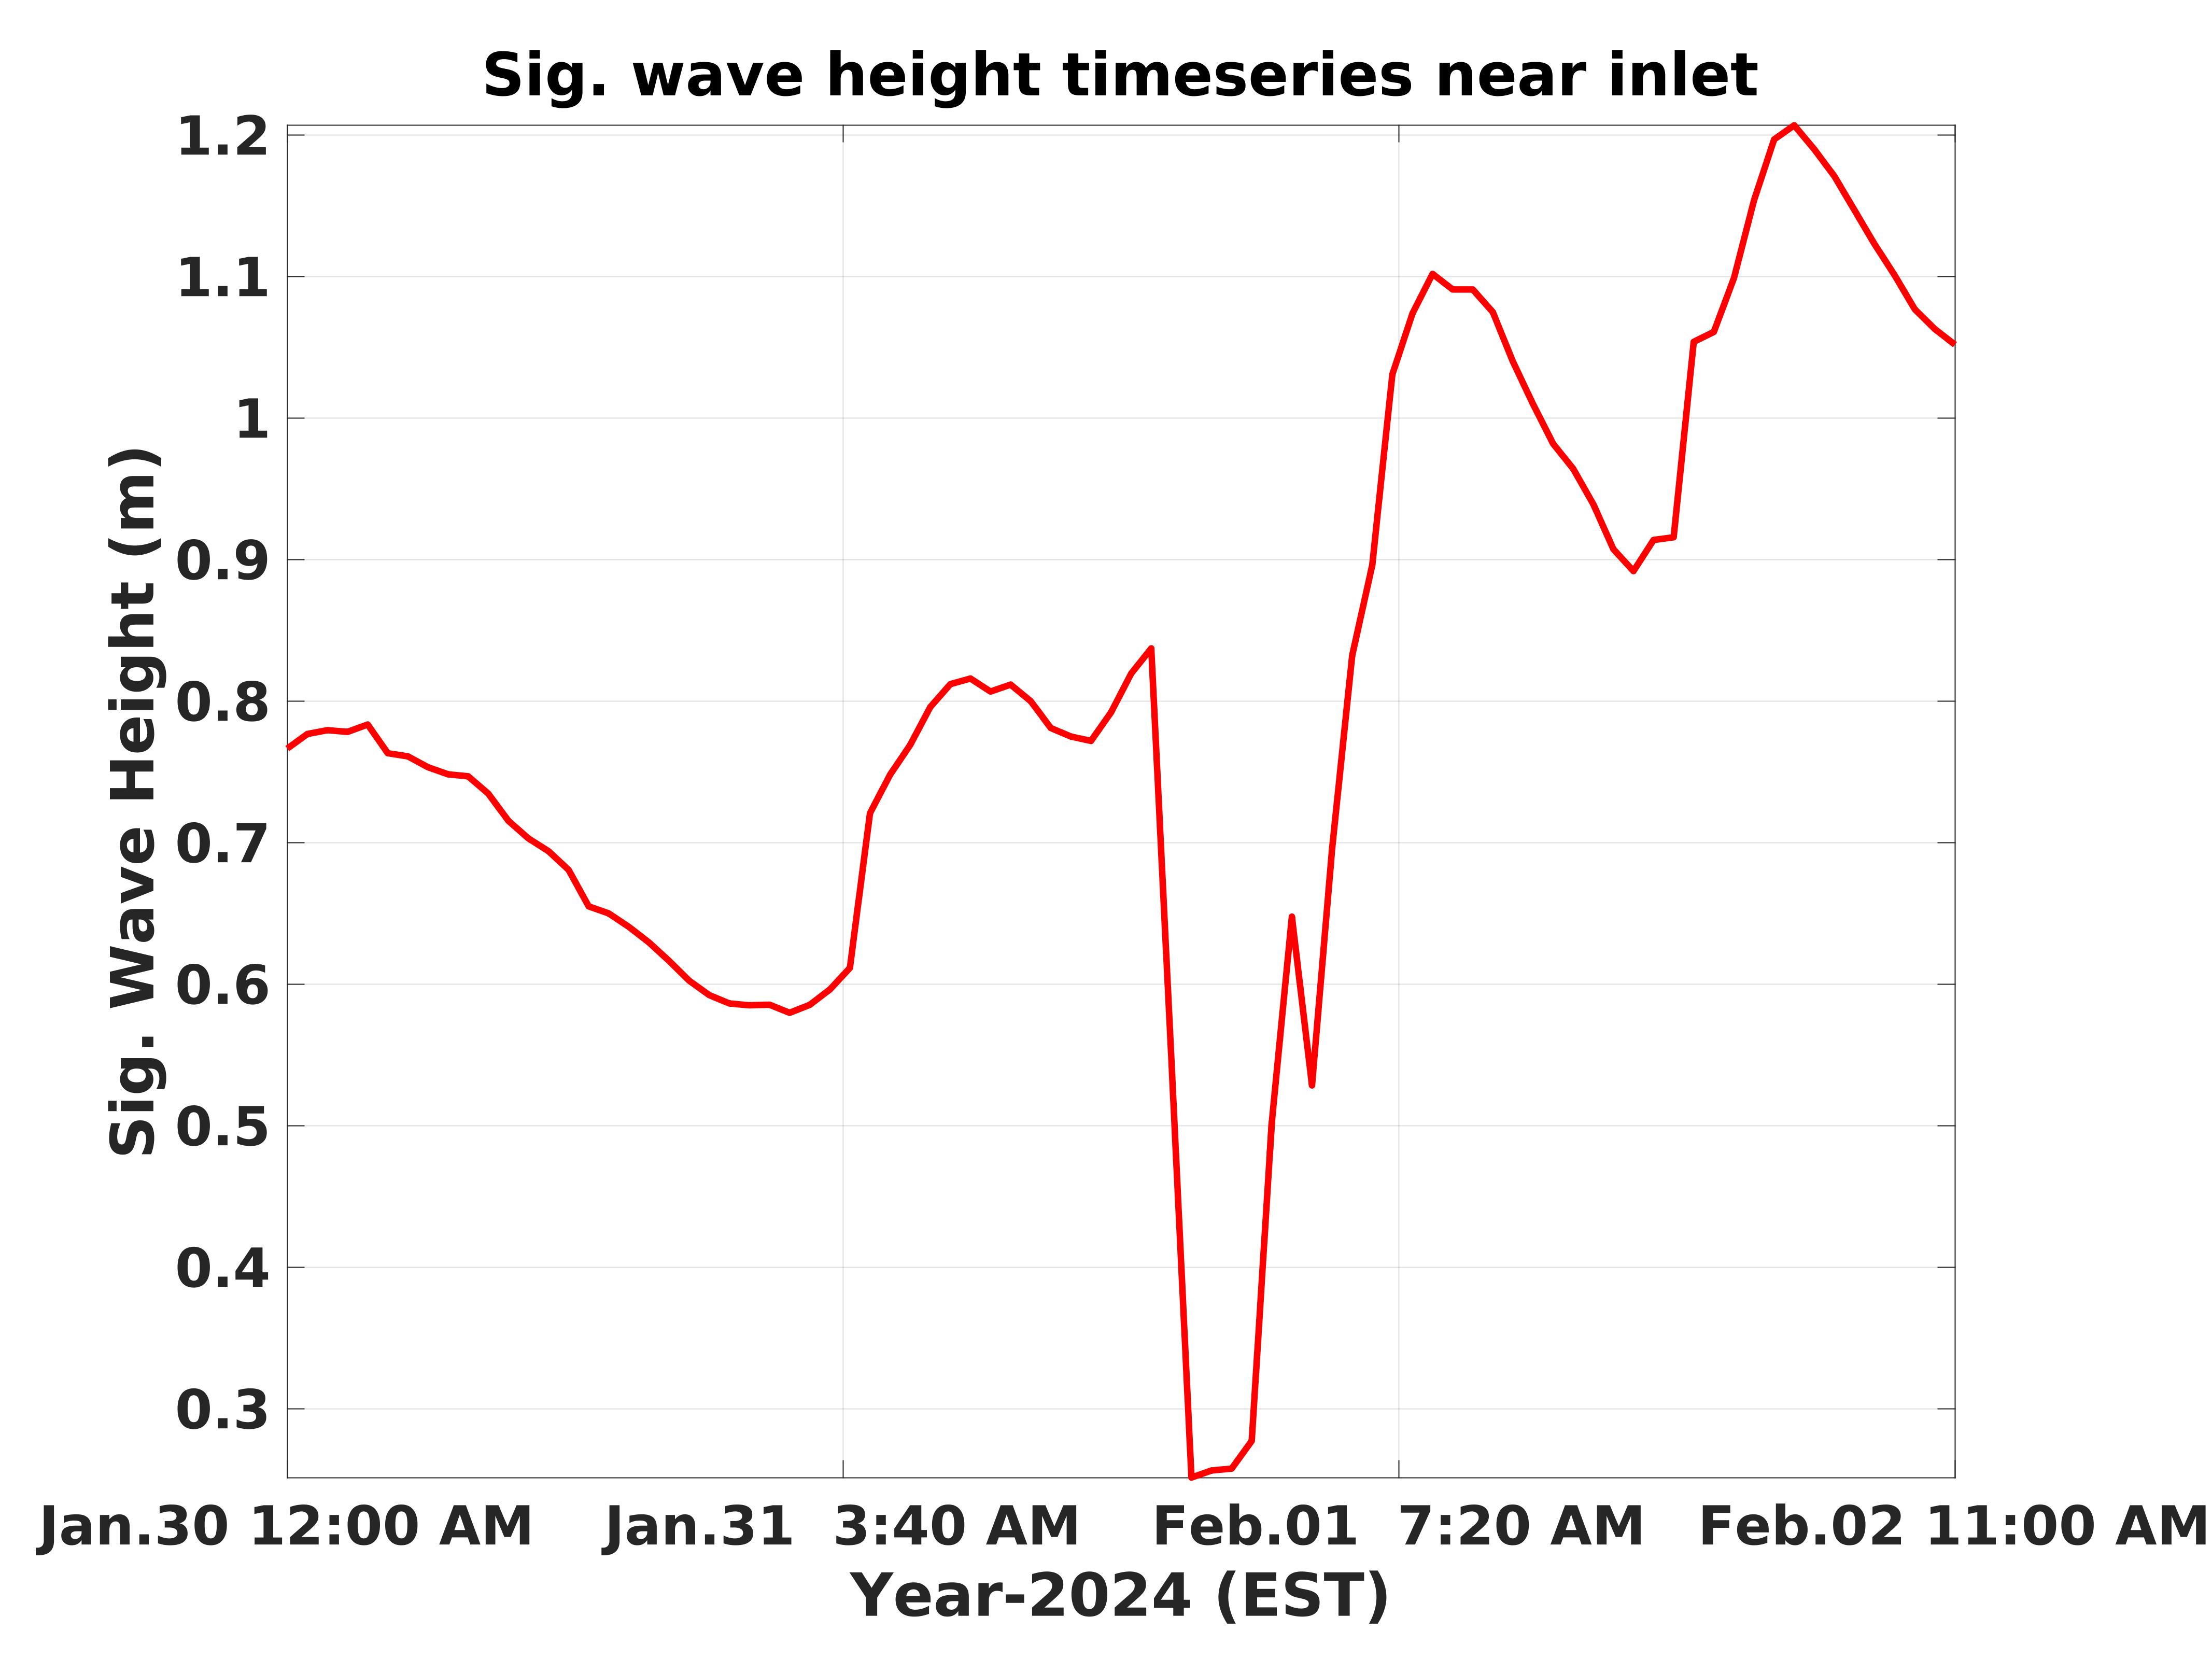 Sig. wave height timeseries near inlet
1.2
1.1
1
0.9
0.8
0.7
0.6
0.5
0.4
0.3
Sig. Wave Height (m)
Jan.30 12:00 AM Jan.31 3:40 AM Feb.01 7:20 AM Feb.02 11:00 AM
Year-2024 (EST)